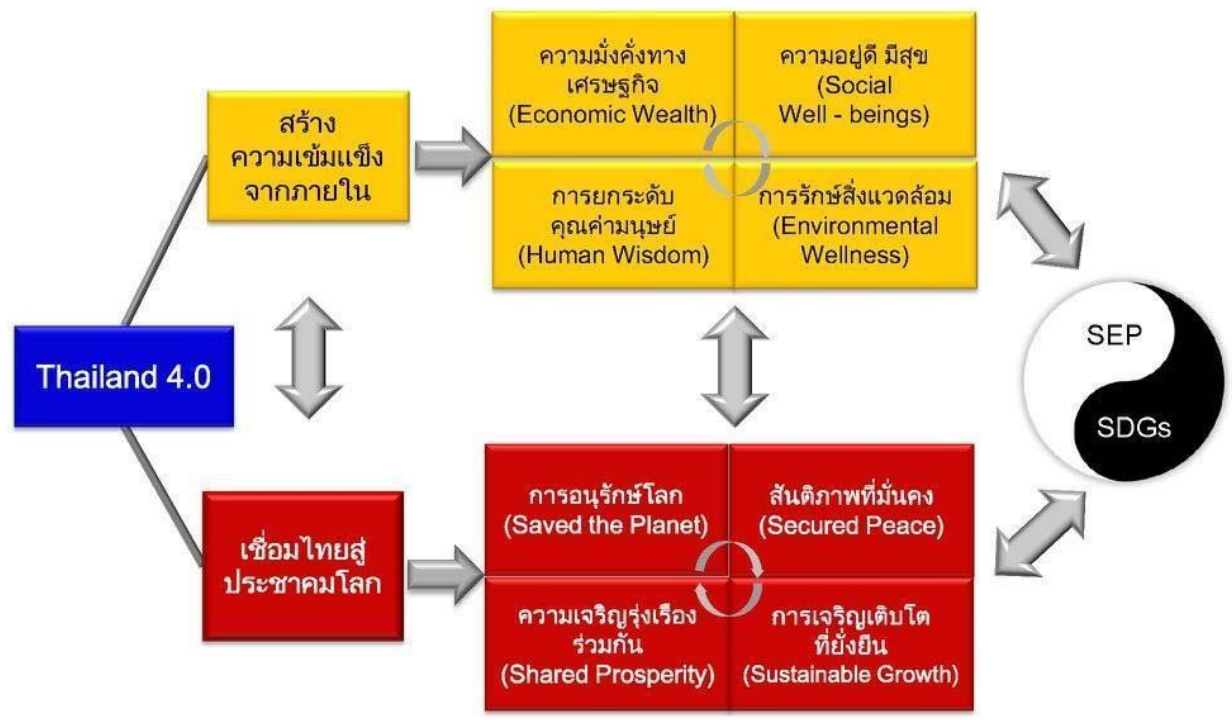 Thailand 4.0
สร้าง
ความเข้มแข็ง
จากภายใน
ความมั่งคั่งทาง
เศรษฐกิจ
(Economic Wealth)
ความอยู่ดี มีสุข
(Social
Well - beings)
การยกระดับ
คุณค่ามนุษย์
(Human Wisdom)
การรักษ์สิ่งแวดล้อม
(Environmental
Wellness)
เชื่อมไทยสู่
ประชาคมโลก
การอนุรักษ์โลก
(Saved the Planet)
สันติภาพที่มั่นคง
(Secured Peace)
ความเจริญรุ่งเรือง
ร่วมกัน
(Shared Prosperity)
การเจริญเติบโต
ที่ยั่งยืน
(Sustainable Growth)
SEP
SDGs